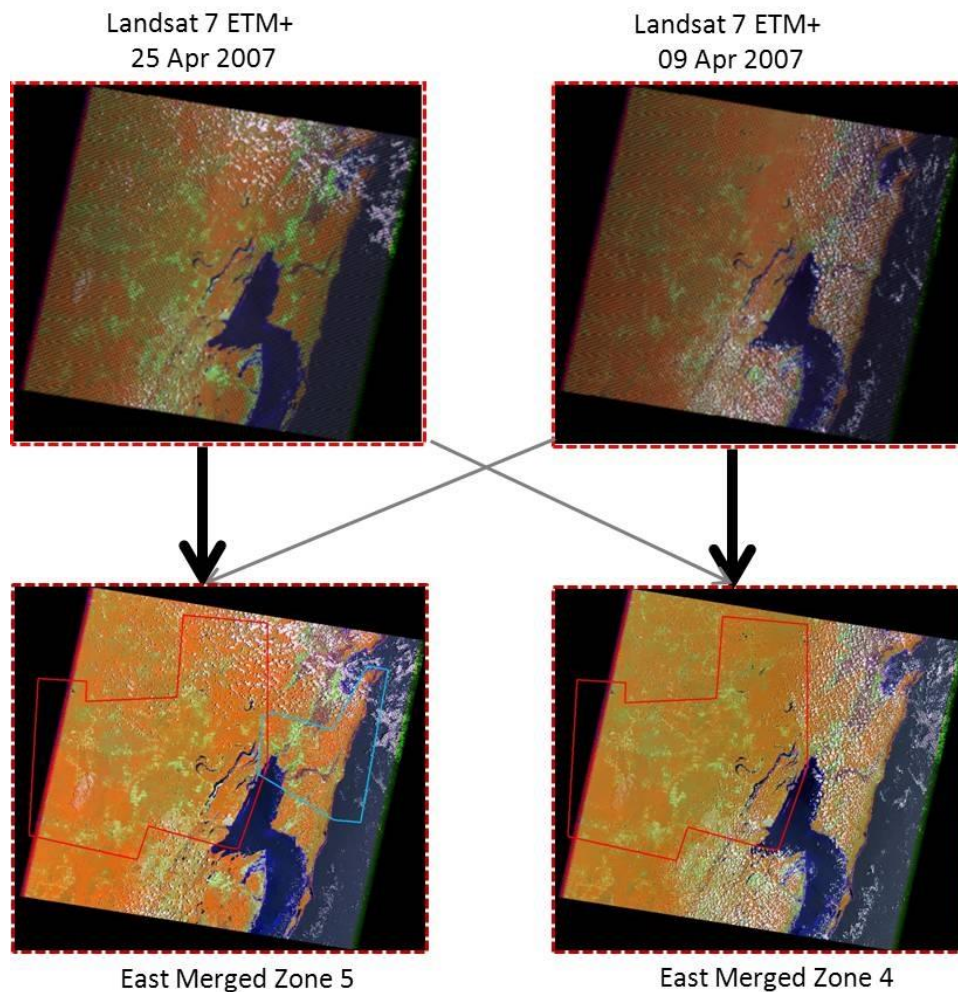 Landsat 7 ETM+
25 Apr 2007
Landsat 7 ETM+
09 Apr 2007
East Merged Zone 5
East Merged Zone 4